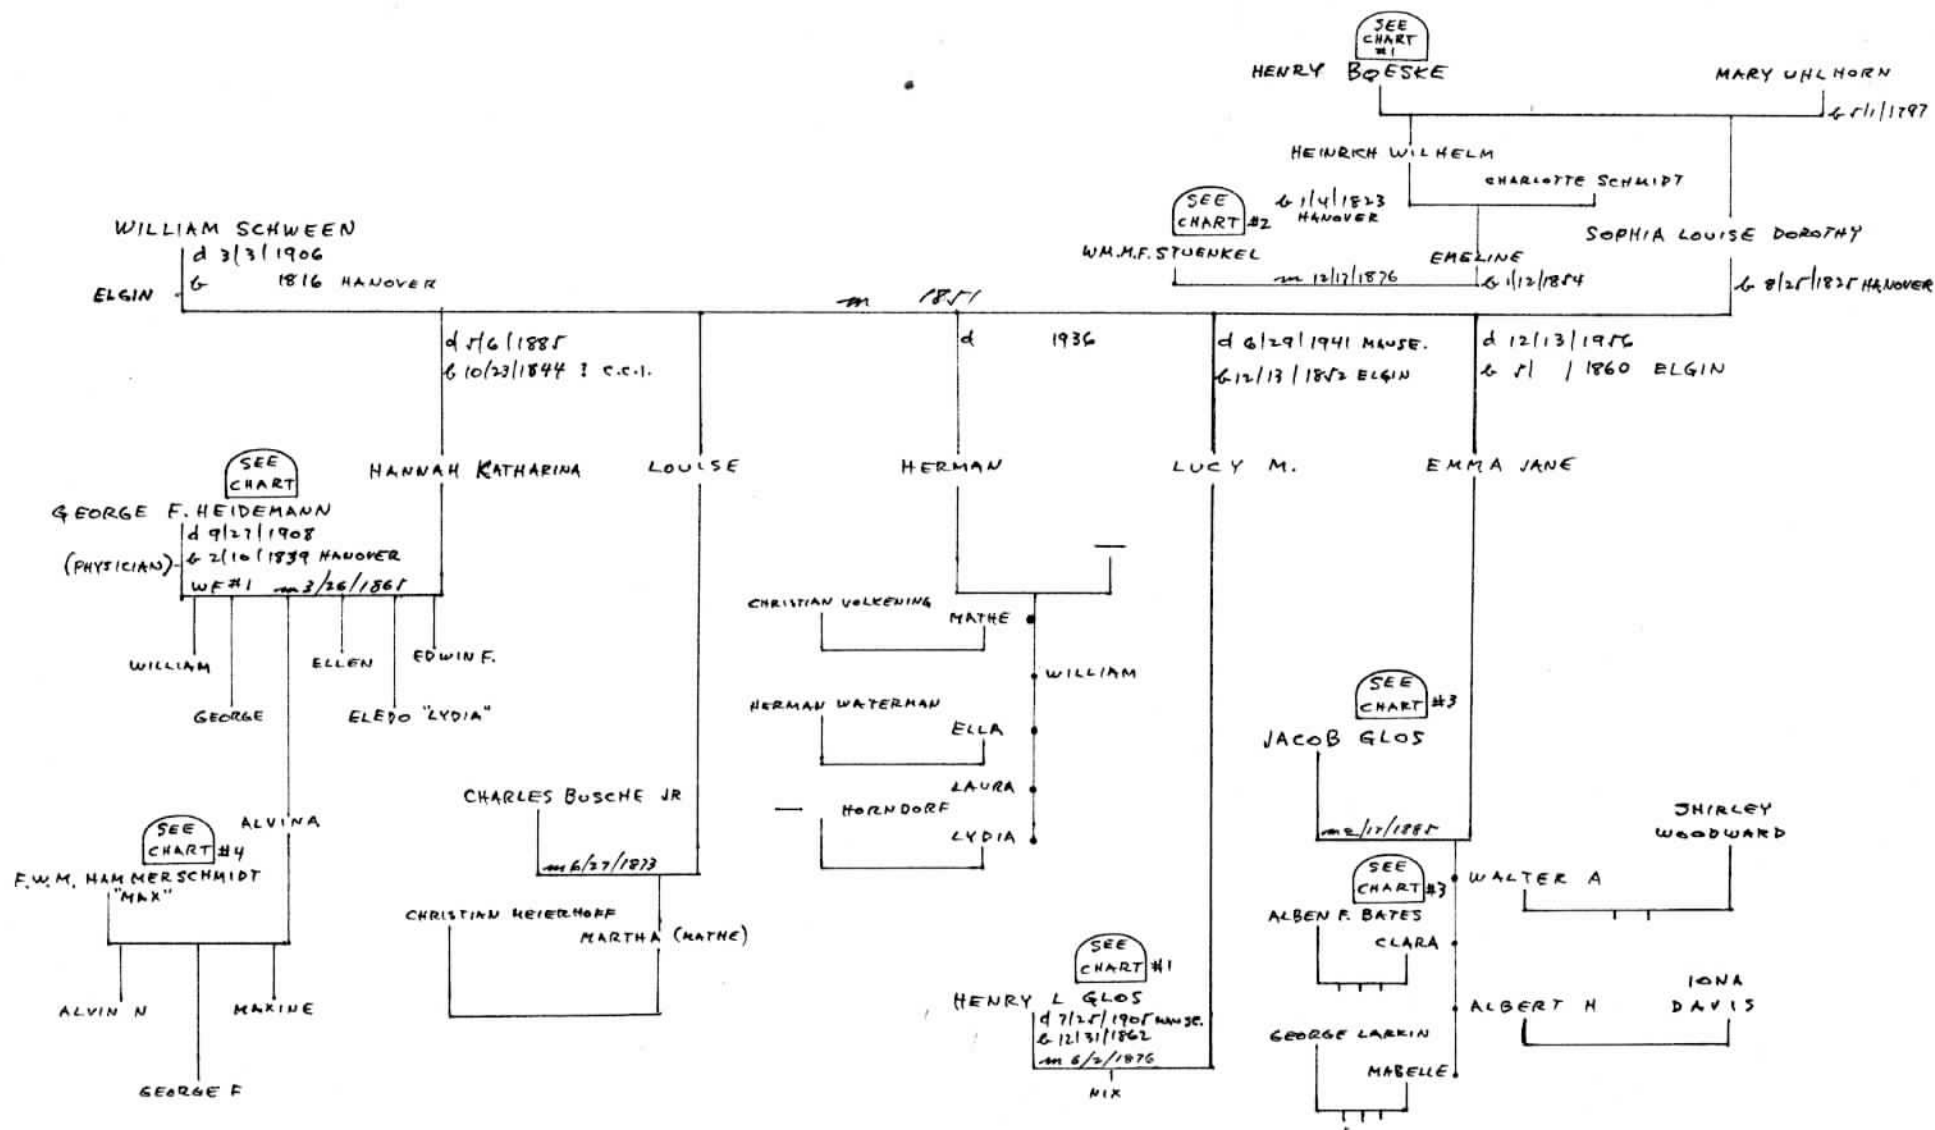 SEE
CHART
#1
HENRY BOESKE
MARY UHLHORN
b 5/1/1797
HEINRICH WILHELM
CHARLOTTE SCHMIDT
SEE
CHART #2
b 1/4/1823
HANOVER
WM.M.F. STUENKEL
EMELINE
SOPHIA LOUISE DOROTHY
m 12/17/1876
b 1/12/1854
b 8/25/1825 HANOVER
WILLIAM SCHWEEN
d 3/3/1906
b 1816 HANOVER
ELGIN
m 1851
d 5/6/1885
b 10/23/1844 ? C.C.I.
d 1936
d 6/29/1941 MAUSE.
b 12/13/1852 ELGIN
d 12/13/1956
b 5/ / 1860 ELGIN
HANNAH KATHARINA
LOUISE
HERMAN
LUCY M.
EMMA JANE
SEE
CHART
GEORGE F. HEIDEMANN
d 9/27/1908
(PHYSICIAN)
b 2/10/1839 HANOVER
WF #1 m 3/26/1865
WILLIAM
GEORGE
ELLEN
ELEDO "LYDIA"
EDWIN F.
ALVINA
SEE
CHART #4
F.W.M. HAMMERSCHMIDT
"MAX"
ALVIN N
MAXINE
GEORGE F
CHARLES BUSCHE JR
m 6/27/1873
CHRISTIAN MEIERHOFF
MARTHA (MATHE)
—
CHRISTIAN VOLKENING
MATHE
WILLIAM
HERMAN WATERMAN
ELLA
LAURA
— HORNDORF
LYDIA
SEE
CHART #1
HENRY L GLOS
d 7/25/1905 MAUSE.
b 12/31/1862
m 6/2/1876
NIX
SEE
CHART #3
JACOB GLOS
m 2/17/1885
SHIRLEY
WOODWARD
WALTER A
SEE
CHART #3
ALBEN F. BATES
CLARA
IONA
DAVIS
ALBERT H
GEORGE LARKIN
MABELLE